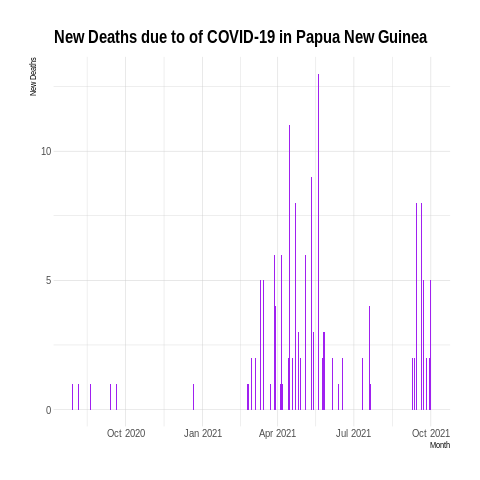 New Deaths due to of COVID-19 in Papua New Guinea
New Deaths
10
5
0
Oct 2020 Jan 2021 Apr 2021 Jul 2021 Oct 2021
Month